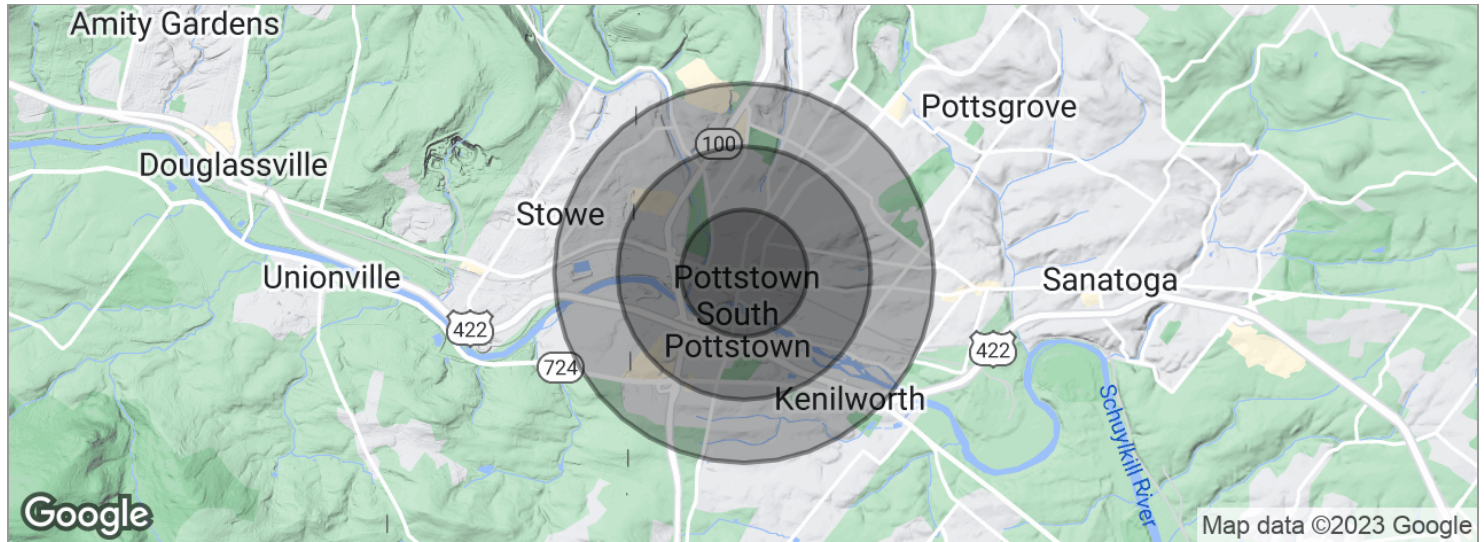 Amity Gardens
Pottsgrove
100
Douglassville
Stowe
Pottstown
Unionville
Sanatoga
South
Pottstown
422
422
724
Kenilworth
Schuylkill River
Google
Map data ©2023 Google